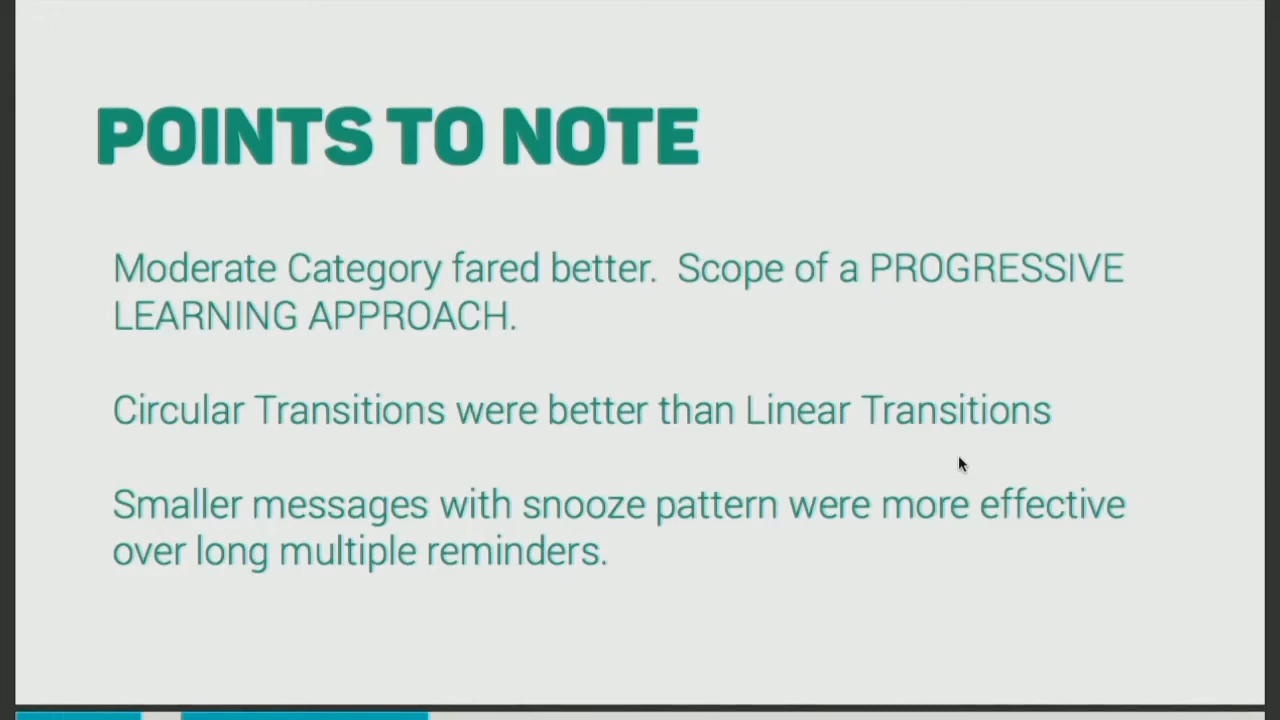 POINTS TO NOTE
Moderate Category fared better.  Scope of a PROGRESSIVE
LEARNING APPROACH.
Circular Transitions were better than Linear Transitions
Smaller messages with snooze pattern were more effective
over long multiple reminders.